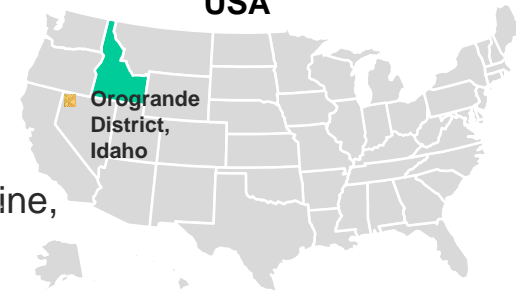 USA
Orogrande
District,
Idaho
ine,